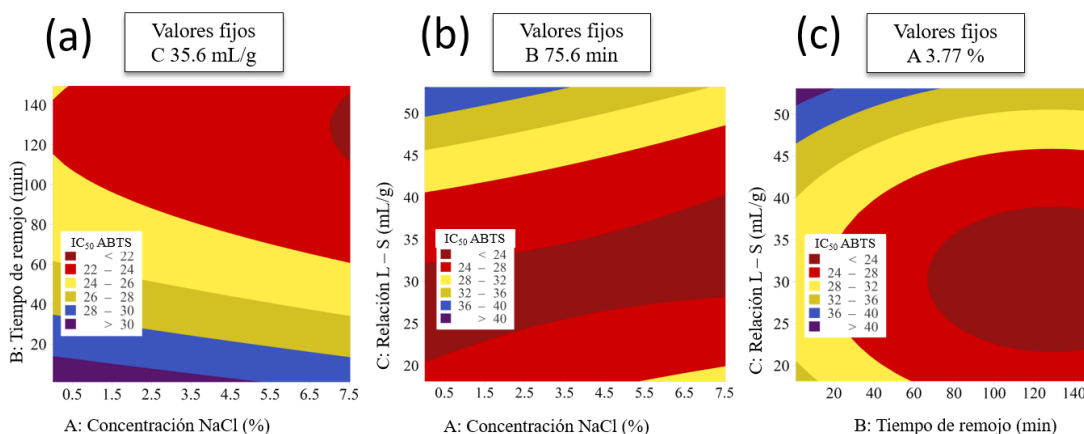 (a)
Valores fijos
C 35.6 mL/g
B: Tiempo de remojo (min)
140
120
100
80
60
40
20
IC50 ABTS
< 22
22 – 24
24 – 26
26 – 28
28 – 30
> 30
0.5 1.5 2.5 3.5 4.5 5.5 6.5 7.5
A: Concentración NaCl (%)
(b)
Valores fijos
B 75.6 min
C: Relación L – S (mL/g)
50
45
40
35
30
25
20
IC50 ABTS
< 24
24 – 28
28 – 32
32 – 36
36 – 40
> 40
0.5 1.5 2.5 3.5 4.5 5.5 6.5 7.5
A: Concentración NaCl (%)
(c)
Valores fijos
A 3.77 %
C: Relación L – S (mL/g)
50
45
40
35
30
25
20
IC50 ABTS
< 24
24 – 28
28 – 32
32 – 36
36 – 40
> 40
20 40 60 80 100 120 140
B: Tiempo de remojo (min)